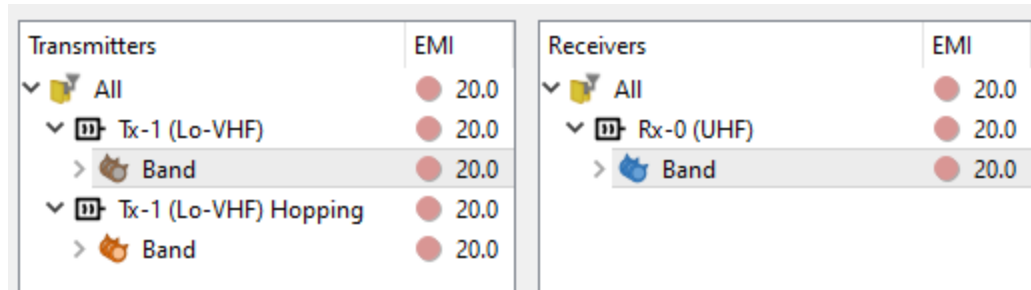 Transmitters EMI
All 20.0
Tx-1 (Lo-VHF) 20.0
Band 20.0
Tx-1 (Lo-VHF) Hopping 20.0
Band 20.0
Receivers EMI
All 20.0
Rx-0 (UHF) 20.0
Band 20.0